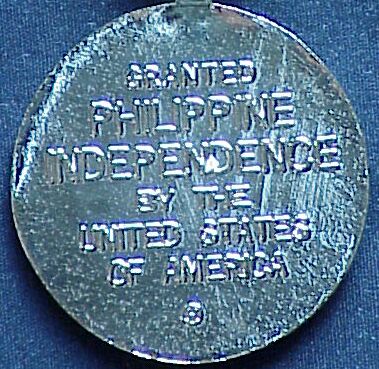 GRANTED
PHILIPPINE
INDEPENDENCE
BY THE
UNITED STATES
OF AMERICA